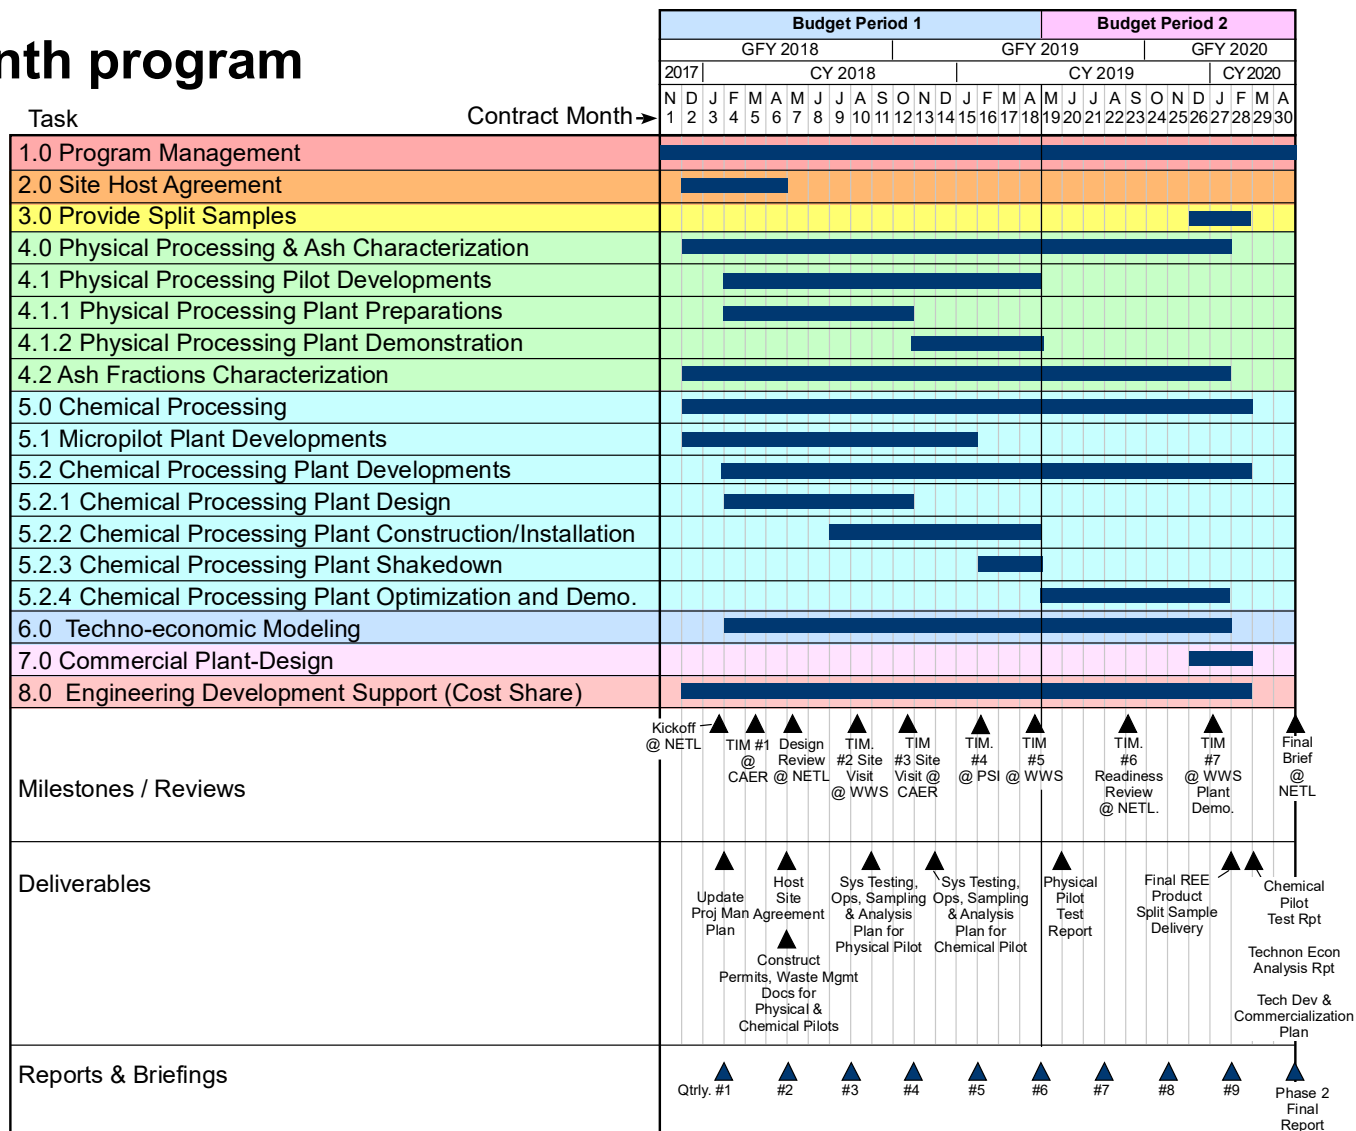 nth program
Budget Period 1 Budget Period 2
GFY 2018 GFY 2019 GFY 2020
2017 CY 2018 CY 2019 CY 2020
N D J F M A M J J A S O N D J F M A M J J A S O N D J F M A
Task Contract Month 1 2 3 4 5 6 7 8 9 10 11 12 13 14 15 16 17 18 19 20 21 22 23 24 25 26 27 28 29 30
1.0 Program Management
2.0 Site Host Agreement
3.0 Provide Split Samples
4.0 Physical Processing & Ash Characterization
4.1 Physical Processing Pilot Developments
4.1.1 Physical Processing Plant Preparations
4.1.2 Physical Processing Plant Demonstration
4.2 Ash Fractions Characterization
5.0 Chemical Processing
5.1 Micropilot Plant Developments
5.2 Chemical Processing Plant Developments
5.2.1 Chemical Processing Plant Design
5.2.2 Chemical Processing Plant Construction/Installation
5.2.3 Chemical Processing Plant Shakedown
5.2.4 Chemical Processing Plant Optimization and Demo.
6.0 Techno-economic Modeling
7.0 Commercial Plant-Design
8.0 Engineering Development Support (Cost Share)
Milestones / Reviews
Kickoff
@ NETL
TIM #1
@
CAER
Design
Review
@ NETL
TIM.
#2 Site
Visit
@ WWS
TIM
#3 Site
Visit @
CAER
TIM.
#4
@ PSI
TIM
#5
@ WWS
TIM.
#6
Readiness
Review
@ NETL.
TIM
#7
@ WWS
Plant
Demo.
Final
Brief
@
NETL
Deliverables
Update
Proj Man
Plan
Host
Site
Agreement
Construct
Permits, Waste Mgmt
Docs for
Physical &
Chemical Pilots
Sys Testing,
Ops, Sampling
& Analysis
Plan for
Physical Pilot
Sys Testing,
Ops, Sampling
& Analysis
Plan for
Chemical Pilot
Physical
Pilot
Test
Report
Final REE
Product
Split Sample
Delivery
Chemical
Pilot
Test Rpt
Technon Econ
Analysis Rpt
Tech Dev &
Commercialization
Plan
Reports & Briefings
Qtrly. #1 #2 #3 #4 #5 #6 #7 #8 #9
Phase 2
Final
Report